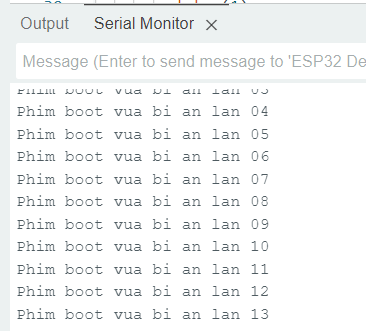 Output Serial Monitor
Message (Enter to send message to 'ESP32 De
Phim boot vua bi an lan 03
Phim boot vua bi an lan 04
Phim boot vua bi an lan 05
Phim boot vua bi an lan 06
Phim boot vua bi an lan 07
Phim boot vua bi an lan 08
Phim boot vua bi an lan 09
Phim boot vua bi an lan 10
Phim boot vua bi an lan 11
Phim boot vua bi an lan 12
Phim boot vua bi an lan 13